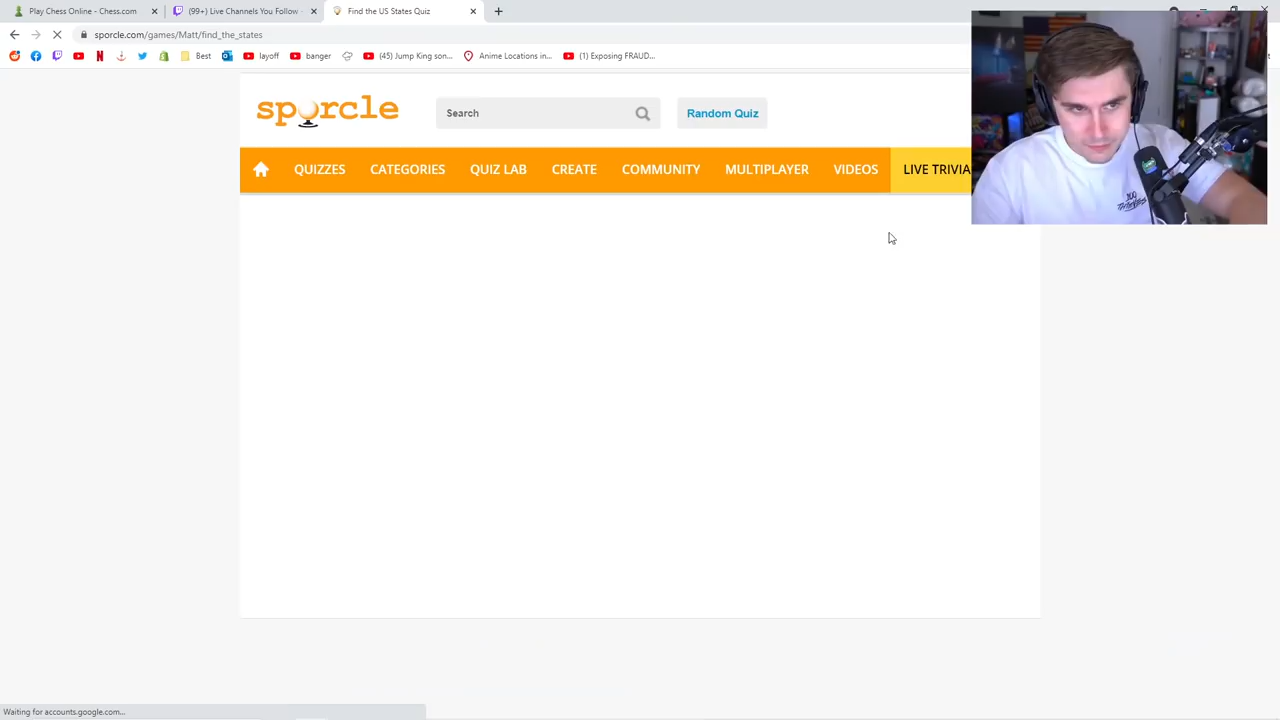 Play Chess Online - Chess.com
(99+) Live Channels You Follow -
Find the US States Quiz
sporcle.com/games/Matt/find_the_states
Best
layoff
banger
(45) Jump King son...
Anime Locations in...
(1) Exposing FRAUD...
sporcle
Search
Random Quiz
QUIZZES
CATEGORIES
QUIZ LAB
CREATE
COMMUNITY
MULTIPLAYER
VIDEOS
LIVE TRIVIA
Waiting for accounts.google.com...